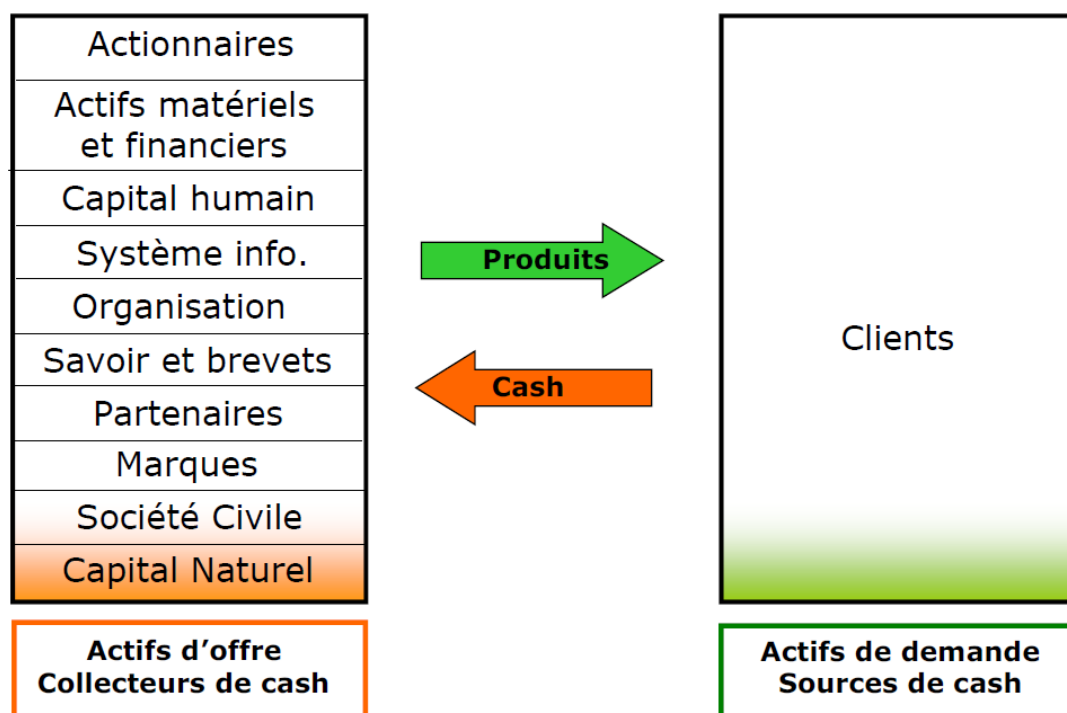 Actionnaires
Actifs matériels
et financiers
Capital humain
Système info.
Organisation
Savoir et brevets
Partenaires
Marques
Société Civile
Capital Naturel
Actifs d’offre
Collecteurs de cash
Produits
Cash
Clients
Actifs de demande
Sources de cash